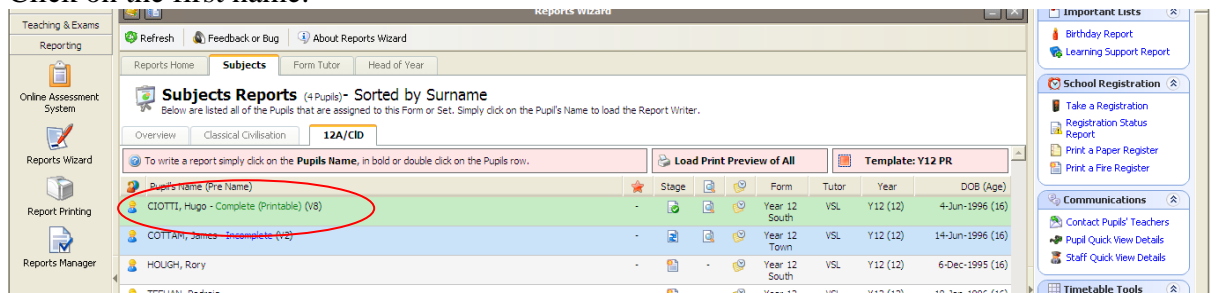 Click on the first name.
Reports Wizard
Teaching & Exams
Reporting
Online Assessment
System
Reports Wizard
Report Printing
Reports Manager
Refresh
Feedback or Bug
About Reports Wizard
Reports Home
Subjects
Form Tutor
Head of Year
Subjects Reports (4 Pupils)- Sorted by Surname
Below are listed all of the Pupils that are assigned to this Form or Set. Simply click on the Pupil's Name to load the Report Writer.
Overview
Classical Civilisation
12A/ClD
To write a report simply click on the Pupils Name, in bold or double click on the Pupils row.
Load Print Preview of All
Template: Y12 PR
Pupil's Name (Pre Name) Stage Form Tutor Year DOB (Age)
CIOTTI, Hugo - Complete (Printable) (V8) - Year 12 South VSL Y12 (12) 4-Jun-1996 (16)
COTTAM, James - Incomplete (V2) - Year 12 Town VSL Y12 (12) 14-Jun-1996 (16)
HOUGH, Rory - - Year 12 South VSL Y12 (12) 6-Dec-1995 (16)
Important Lists
Birthday Report
Learning Support Report
School Registration
Take a Registration
Registration Status
Report
Print a Paper Register
Print a Fire Register
Communications
Contact Pupils' Teachers
Pupil Quick View Details
Staff Quick View Details
Timetable Tools